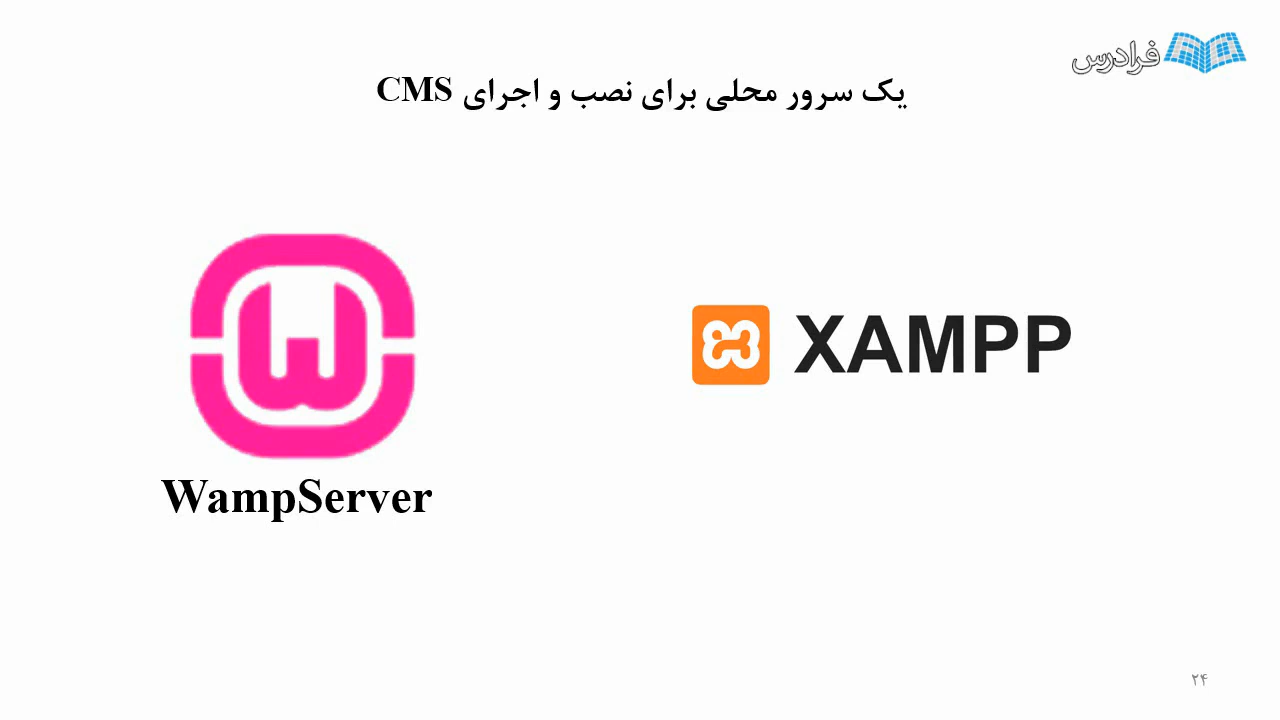 فرادرس
یک سرور محلی برای نصب و اجرای CMS
XAMPP
WampServer
۲۴